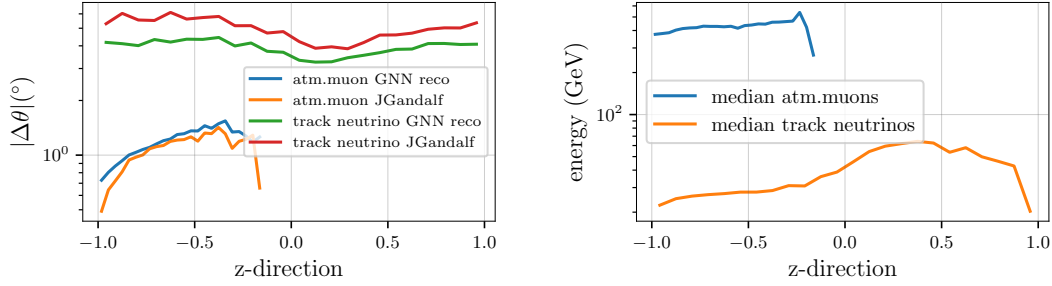 |Δθ|(°)
10⁰
atm.muon GNN reco
atm.muon JGandalf
track neutrino GNN reco
track neutrino JGandalf
−1.0 −0.5 0.0 0.5 1.0
z-direction
energy (GeV)
10²
median atm.muons
median track neutrinos
−1.0 −0.5 0.0 0.5 1.0
z-direction